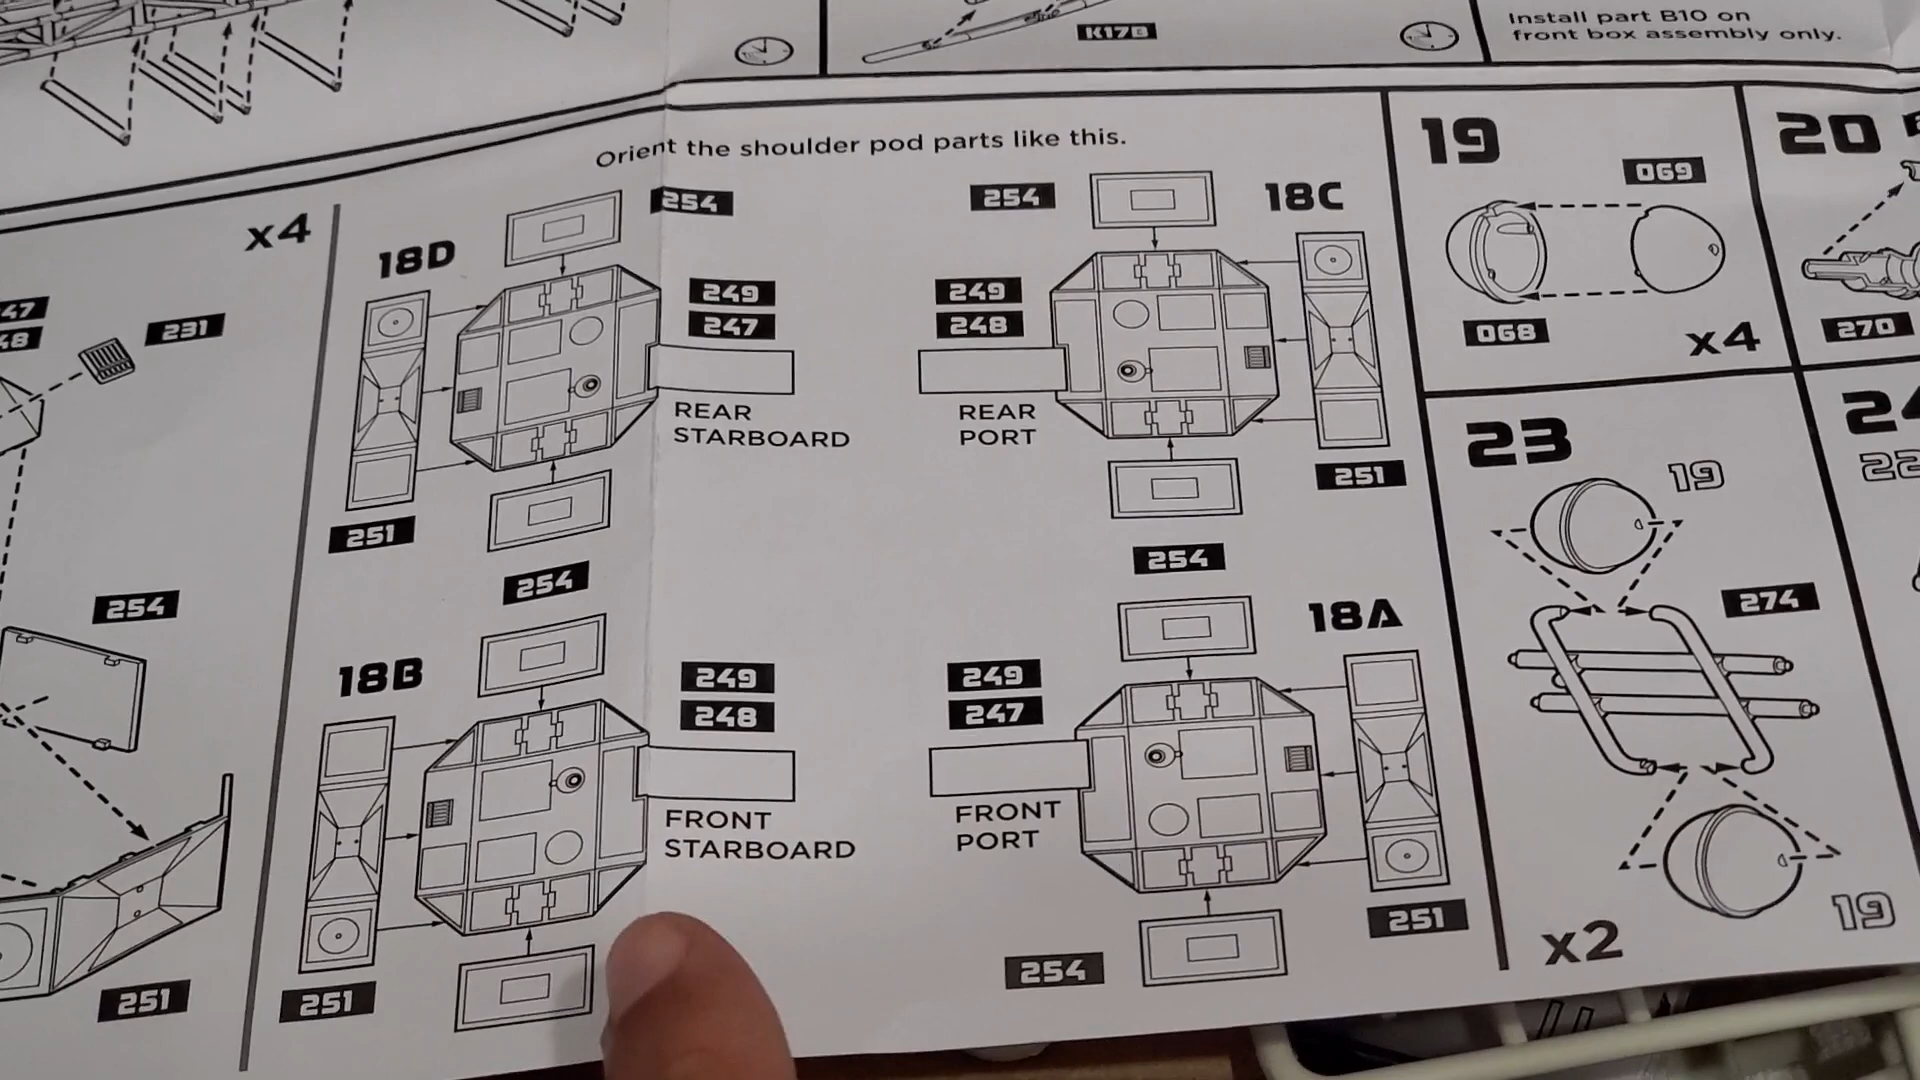 K17B
Install part B10 on
front box assembly only.
Orient the shoulder pod parts like this.
x4
47
48
231
254
251
18D
254
249
247
REAR
STARBOARD
251
254
18C
254
249
248
REAR
PORT
251
254
18B
249
248
FRONT
STARBOARD
251
18A
249
247
FRONT
PORT
251
254
19
069
068
x4
20
270
23
19
274
19
x2
24
22